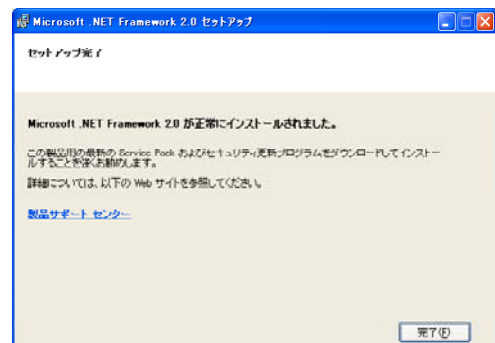 Microsoft .NET Framework 2.0 セットアップ
セットアップ完了
Microsoft .NET Framework 2.0 が正常にインストールされました。
この製品用の最新の Service Pack およびセキュリティ更新プログラムをダウンロードしてインストー
ルすることを強くお勧めします。
詳細については、以下の Web サイトを参照してください。
製品サポート センター
完了(F)